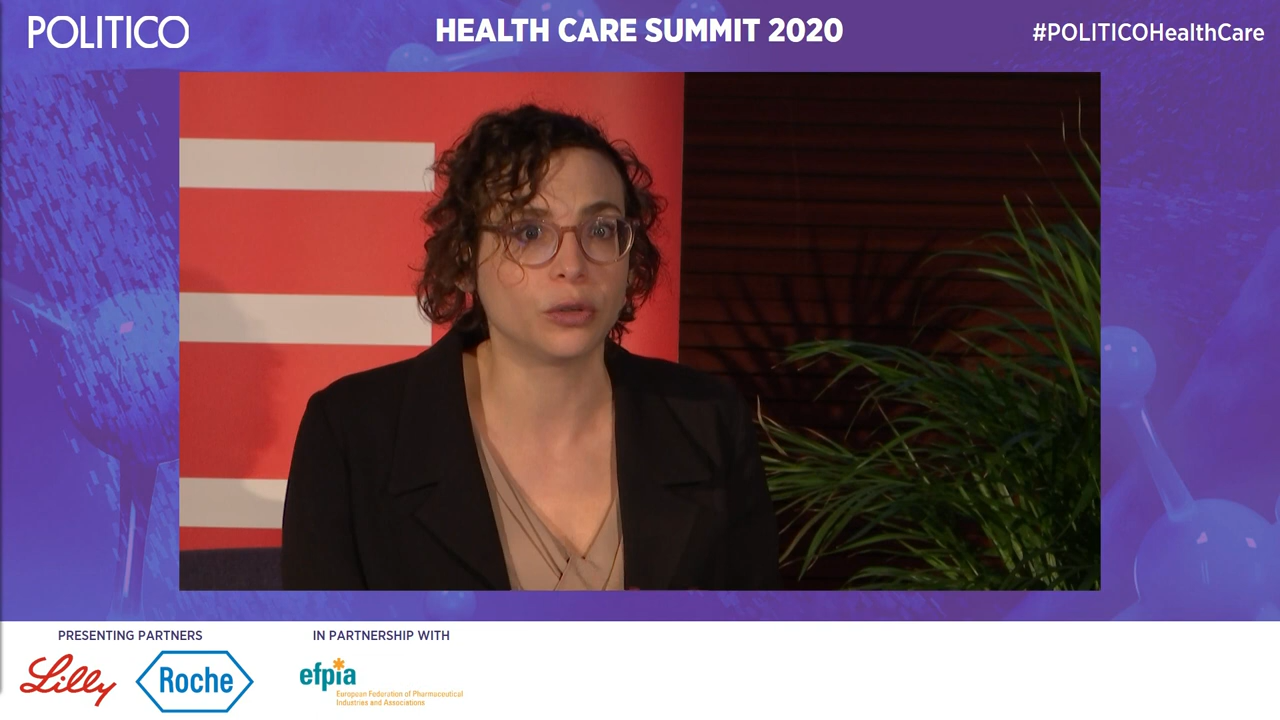 POLITICO
HEALTH CARE SUMMIT 2020
#POLITICOHealthCare
PRESENTING PARTNERS
IN PARTNERSHIP WITH
Lilly
Roche
efpia
European Federation of Pharmaceutical
Industries and Associations